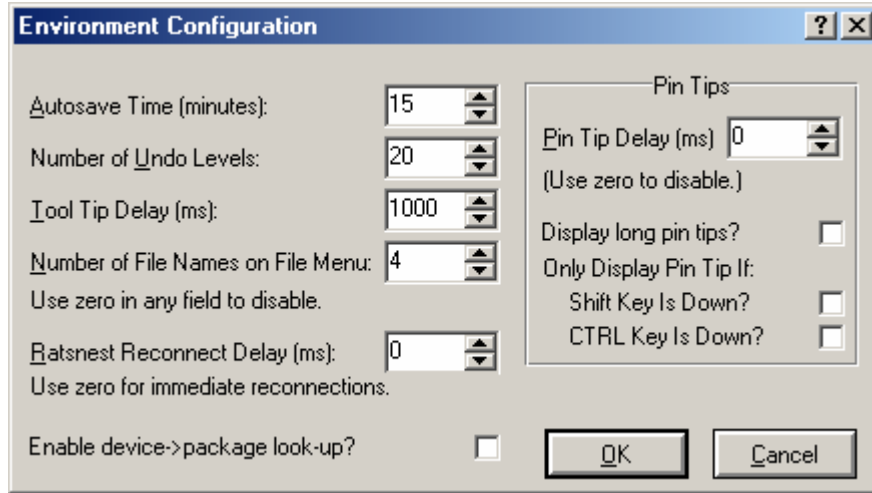 Environment Configuration
Autosave Time (minutes): 15
Number of Undo Levels: 20
Tool Tip Delay (ms): 1000
Number of File Names on File Menu: 4
Use zero in any field to disable.
Ratsnest Reconnect Delay (ms): 0
Use zero for immediate reconnections.
Enable device->package look-up?
Pin Tips
Pin Tip Delay (ms) 0
(Use zero to disable.)
Display long pin tips?
Only Display Pin Tip If:
Shift Key Is Down?
CTRL Key Is Down?
OK
Cancel